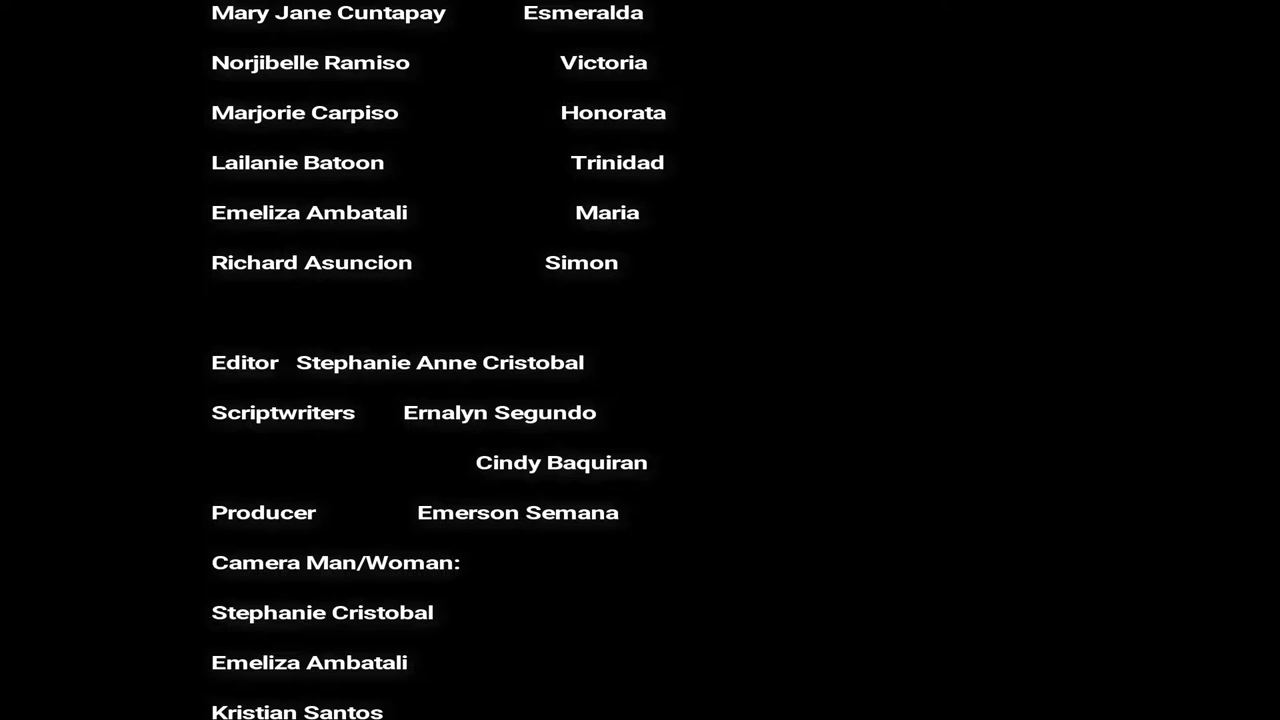 Mary Jane Cuntapay Esmeralda
Norjibelle Ramiso Victoria
Marjorie Carpiso Honorata
Lailanie Batoon Trinidad
Emeliza Ambatali Maria
Richard Asuncion Simon
Editor Stephanie Anne Cristobal
Scriptwriters Ernalyn Segundo
Cindy Baquiran
Producer Emerson Semana
Camera Man/Woman:
Stephanie Cristobal
Emeliza Ambatali
Kristian Santos